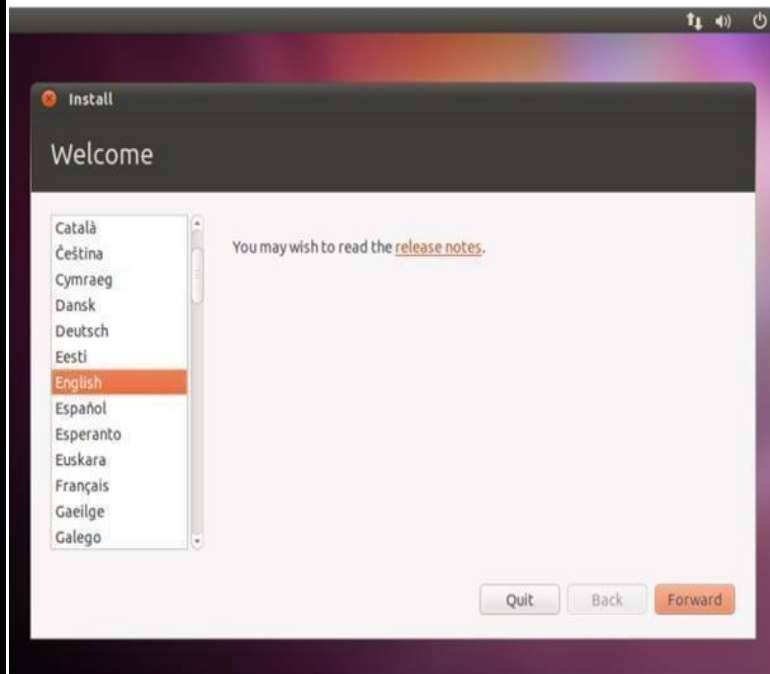 Install
Welcome
Català
Čeština
Cymraeg
Dansk
Deutsch
Eesti
English
Español
Esperanto
Euskara
Français
Gaeilge
Galego
You may wish to read the release notes.
Quit
Back
Forward